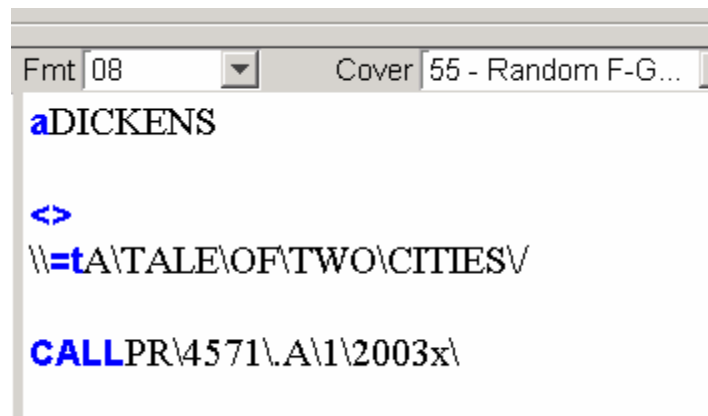 Fmt 08 Cover 55 - Random F-G...
aDICKENS
<>
\\=tA\TALE\OF\TWO\CITIES\/
CALLPR\4571\.A\1\2003x\